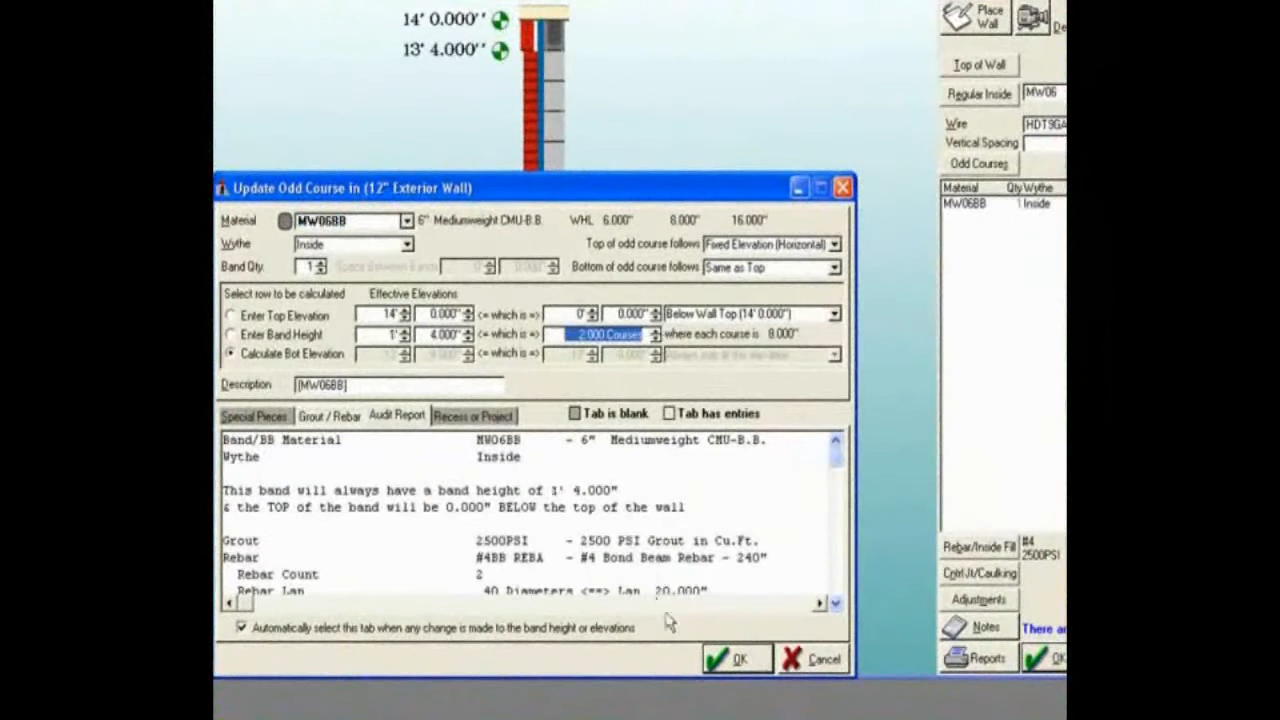 14' 0.000''
13' 4.000''
Place
Wall
Top of Wall
Regular Inside MW06
Wire HDT9GA
Vertical Spacing
Odd Courses
Material Qty Wythe
MW06BB 1 Inside
Rebar/Inside Fill #4
2500PSI
Cntrl Jt/Caulking
Adjustments
Notes
Reports OK
Update Odd Course in (12" Exterior Wall)
Material MW06BB 6" Mediumweight CMU-B.B. WHL 6.000" 8.000" 16.000"
Wythe Inside Top of odd course follows Fixed Elevation (Horizontal)
Band Qty. 1 Space Between Bands 0' 0.000" Bottom of odd course follows Same as Top
Select row to be calculated Effective Elevations
Enter Top Elevation 14' 0.000" <= which is => 0' 0.000" Below Wall Top (14' 0.000")
Enter Band Height 1' 4.000" <= which is => 2.000 Courses where each course is 8.000"
Calculate Bot Elevation <= which is =>
Description [MW06BB]
Special Pieces Grout / Rebar Audit Report Recess or Project Tab is blank Tab has entries
Band/BB Material MW06BB - 6" Mediumweight CMU-B.B.
Wythe Inside
This band will always have a band height of 1' 4.000"
& the TOP of the band will be 0.000" BELOW the top of the wall
Grout 2500PSI - 2500 PSI Grout in Cu.Ft.
Rebar #4BB REBA - #4 Bond Beam Rebar - 240"
Rebar Count 2
Rebar Lap 40 Diameters <==> Lap 20.000"
Automatically select this tab when any change is made to the band height or elevations
OK Cancel